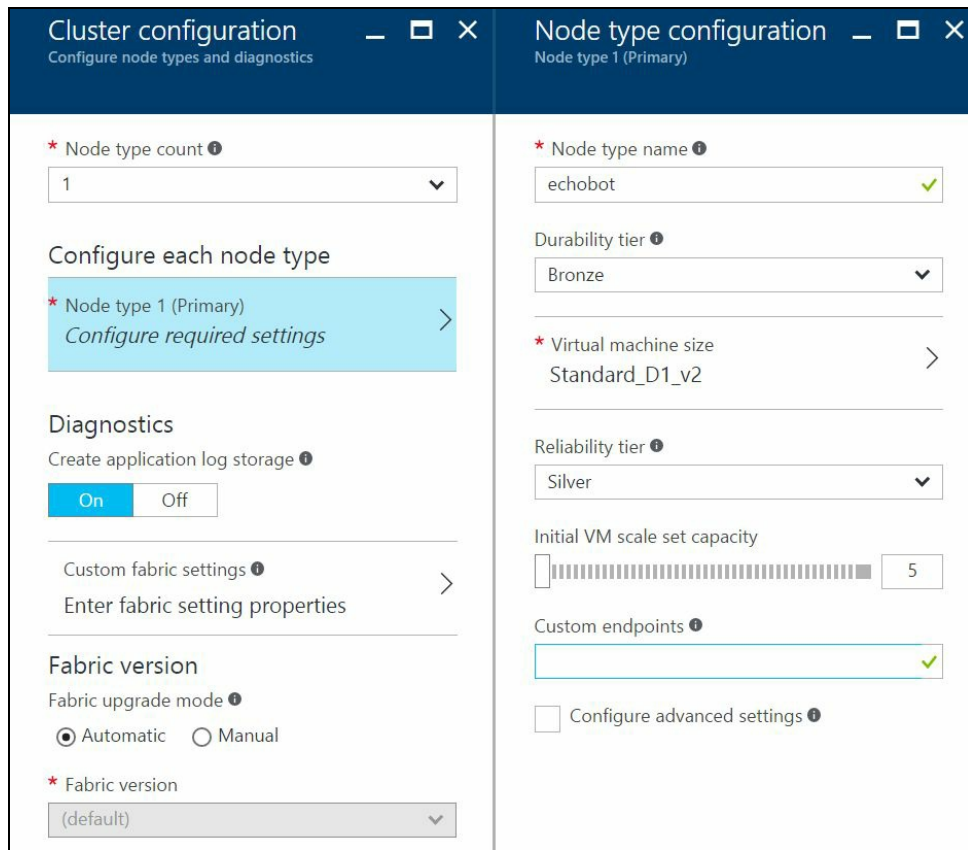 Cluster configuration
Configure node types and diagnostics
* Node type count
1
Configure each node type
* Node type 1 (Primary)
Configure required settings
Diagnostics
Create application log storage
On Off
Custom fabric settings
Enter fabric setting properties
Fabric version
Fabric upgrade mode
Automatic Manual
* Fabric version
(default)
Node type configuration
Node type 1 (Primary)
* Node type name
echobot
Durability tier
Bronze
* Virtual machine size
Standard_D1_v2
Reliability tier
Silver
Initial VM scale set capacity
5
Custom endpoints
Configure advanced settings